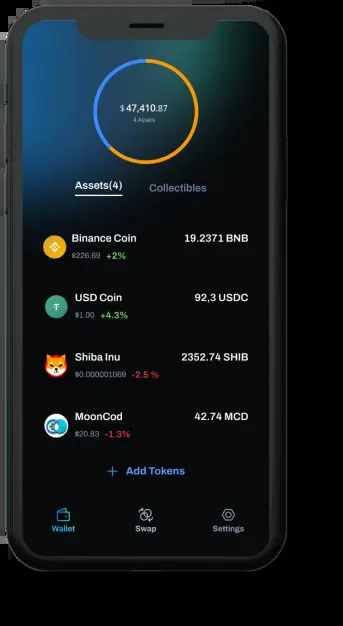 $ 47,410.87
4 Assets
Assets(4) Collectibles
Binance Coin 19.2371 BNB
$226.69 +2%
USD Coin 92,3 USDC
$1.00 +4.3%
Shiba Inu 2352.74 SHIB
$0.000001089 -2.5 %
MoonCod 42.74 MCD
$20.83 -1.3%
+ Add Tokens
Wallet Swap Settings